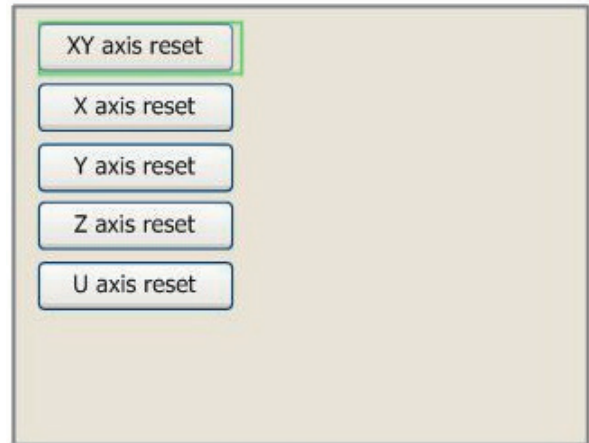 XY axis reset
X axis reset
Y axis reset
Z axis reset
U axis reset